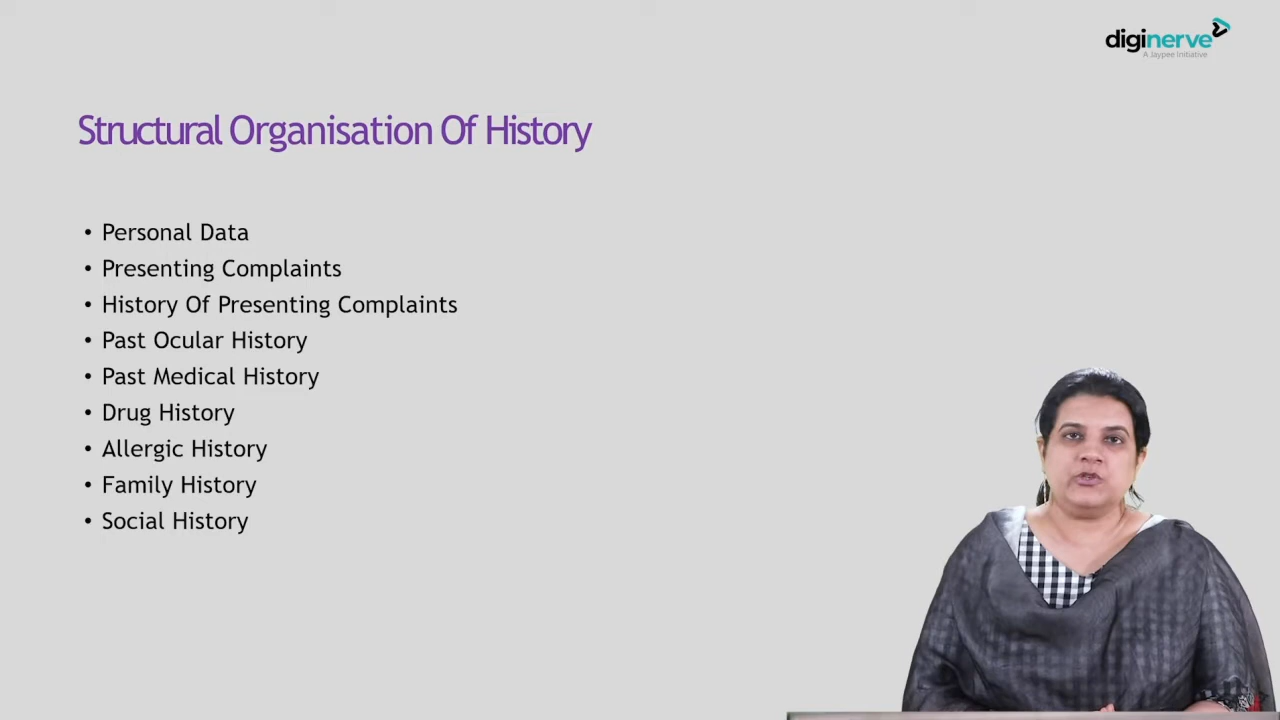 diginerve
A Jaypee Initiative
Structural Organisation Of History
• Personal Data
• Presenting Complaints
• History Of Presenting Complaints
• Past Ocular History
• Past Medical History
• Drug History
• Allergic History
• Family History
• Social History